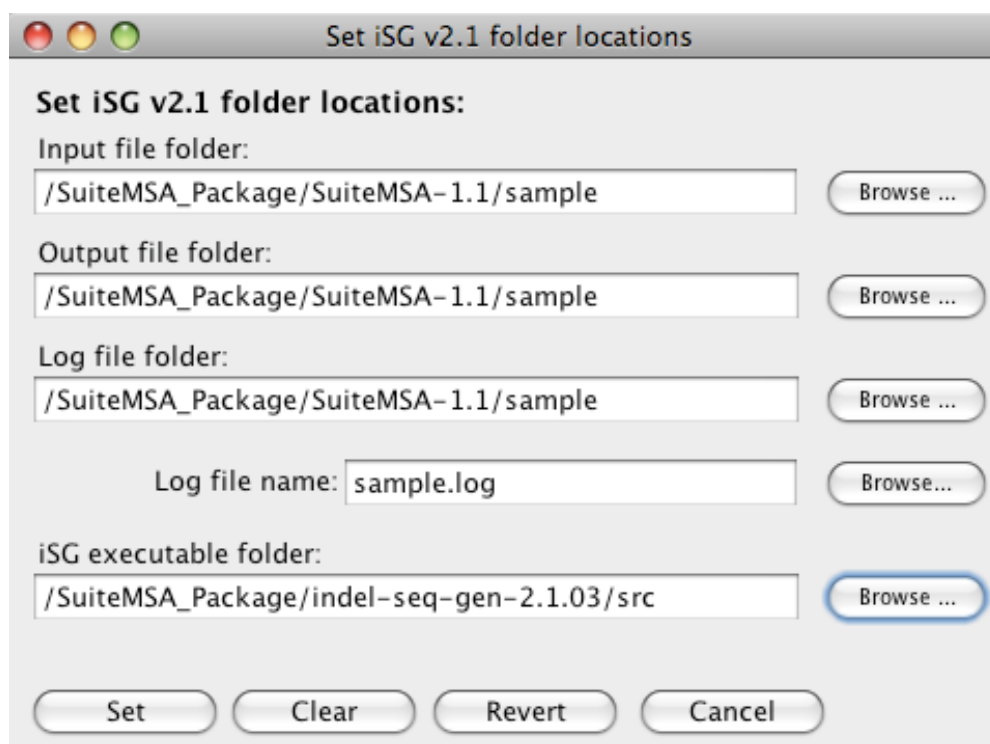 Set iSG v2.1 folder locations
Set iSG v2.1 folder locations:
Input file folder:
/SuiteMSA_Package/SuiteMSA-1.1/sample Browse ...
Output file folder:
/SuiteMSA_Package/SuiteMSA-1.1/sample Browse ...
Log file folder:
/SuiteMSA_Package/SuiteMSA-1.1/sample Browse ...
Log file name: sample.log Browse...
iSG executable folder:
/SuiteMSA_Package/indel-seq-gen-2.1.03/src Browse ...
Set Clear Revert Cancel